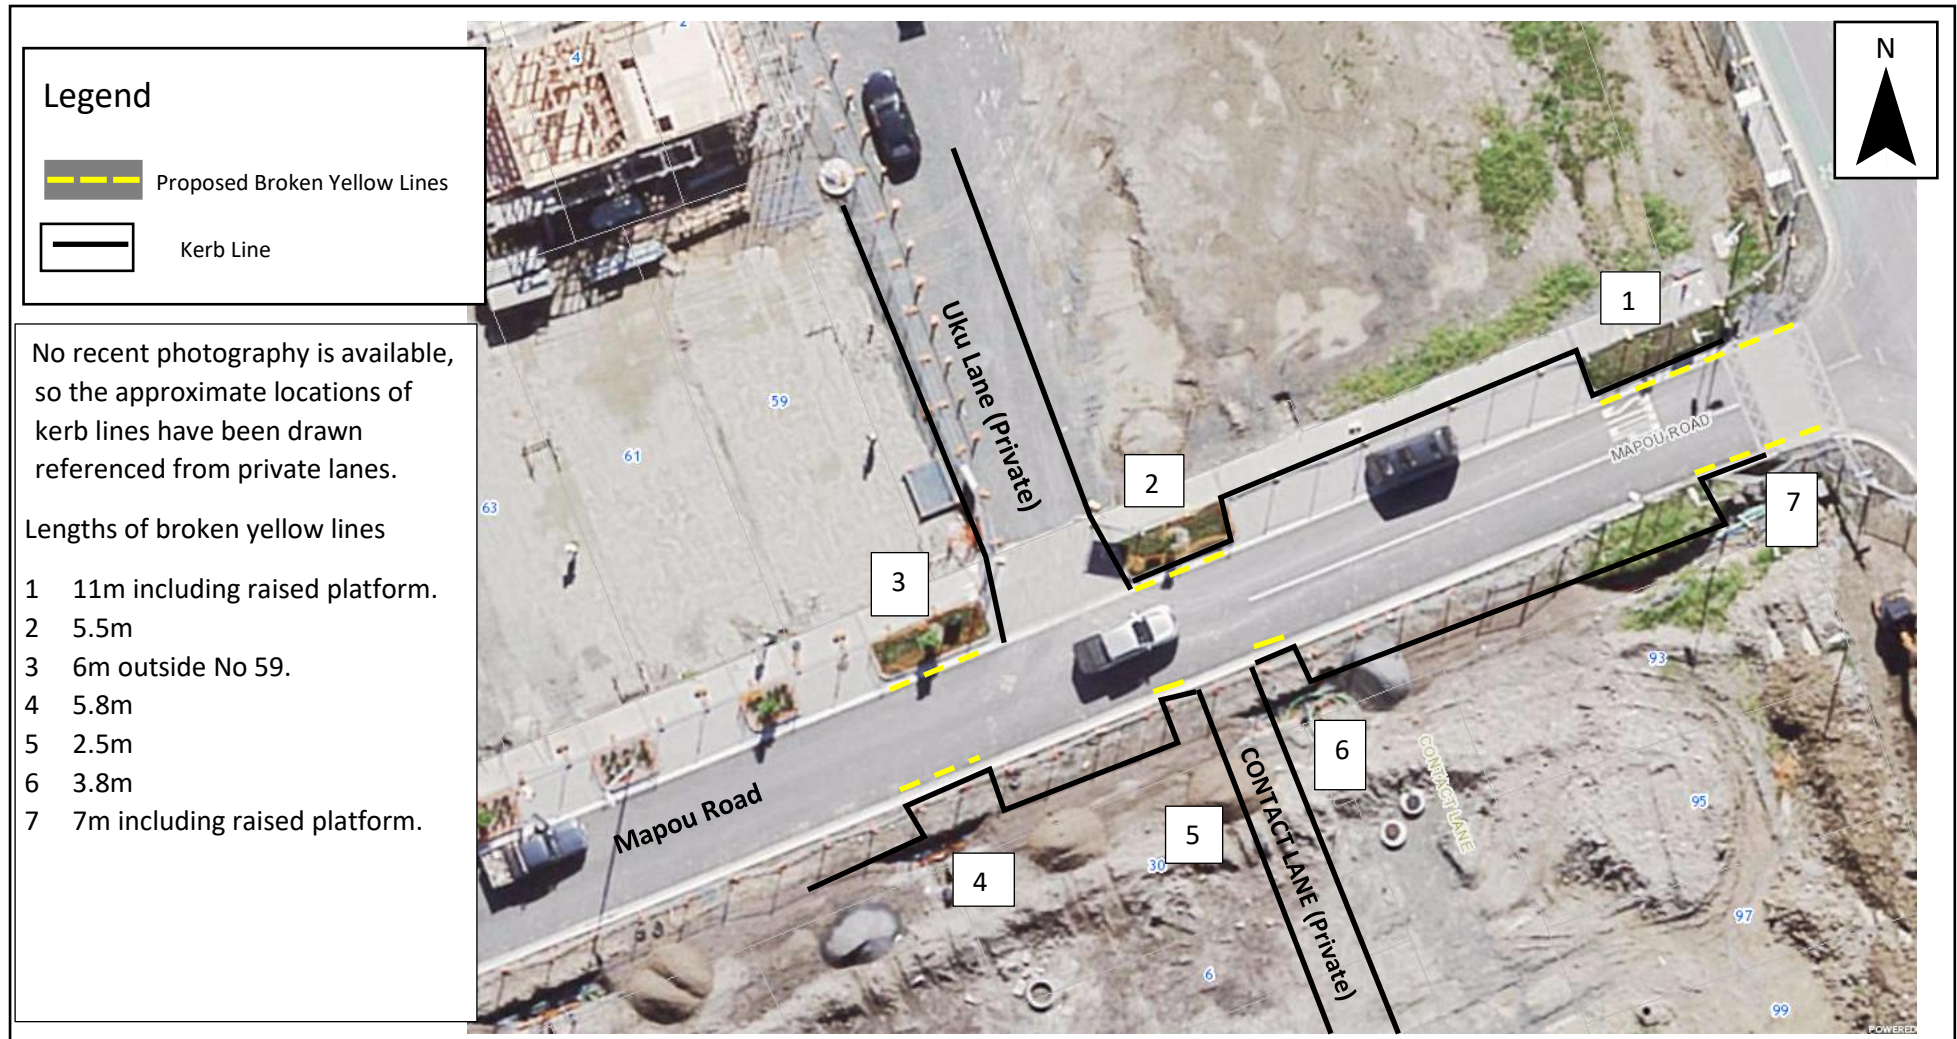 Legend
Proposed Broken Yellow Lines
Kerb Line
No recent photography is available,
so the approximate locations of
kerb lines have been drawn
referenced from private lanes.
Lengths of broken yellow lines
1 11m including raised platform.
2 5.5m
3 6m outside No 59.
4 5.8m
5 2.5m
6 3.8m
7 7m including raised platform.
N
2
4
1
Uku Lane (Private)
59
61
63
MAPOU ROAD
2
7
3
93
6
CONTACT LANE
CONTACT LANE (Private)
95
Mapou Road
5
30
4
97
6
99
POWERED